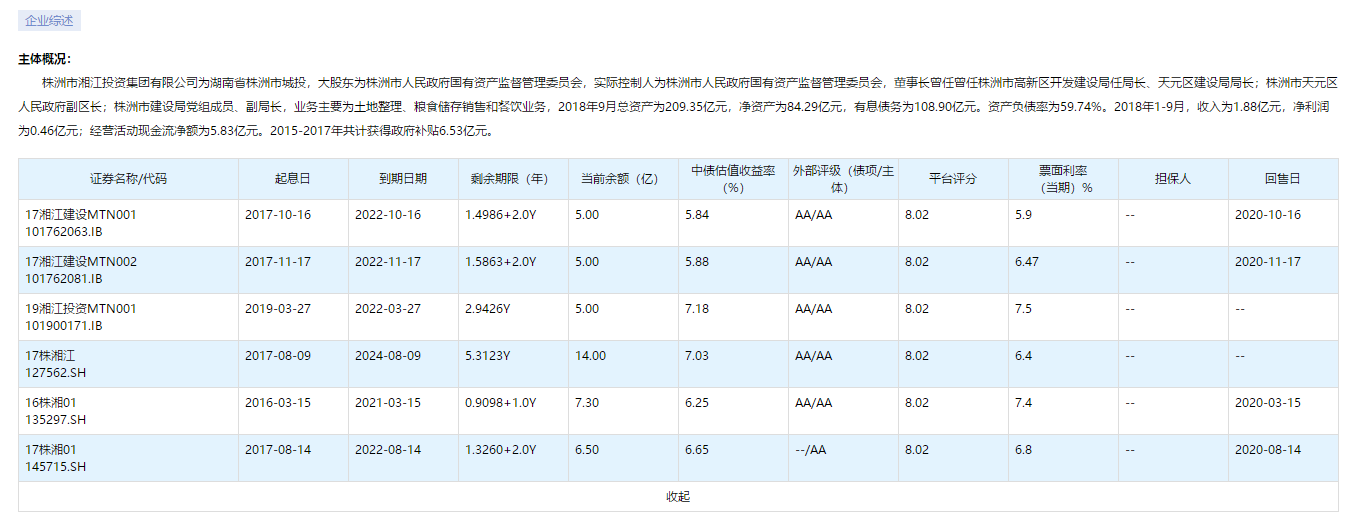 企业综述
主体概况：
株洲市湘江投资集团有限公司为湖南省株洲市城投，大股东为株洲市人民政府国有资产监督管理委员会，实际控制人为株洲市人民政府国有资产监督管理委员会，董事长曾任曾任株洲市高新区开发建设局任局长、天元区建设局局长；株洲市天元区
人民政府副区长；株洲市建设局党组成员、副局长，业务主要为土地整理、粮食储存销售和餐饮业务，2018年9月总资产为209.35亿元，净资产为84.29亿元，有息债务为108.90亿元。资产负债率为59.74%。2018年1-9月，收入为1.88亿元，净利润
为0.46亿元；经营活动现金流净额为5.83亿元。2015-2017年共计获得政府补贴6.53亿元。
证券名称/代码 起息日 到期日期 剩余期限（年） 当前余额（亿） 中债估值收益率（%） 外部评级（债项/主体） 平台评分 票面利率（当期）% 担保人 回售日
17湘江建设MTN001 2017-10-16 2022-10-16 1.4986+2.0Y 5.00 5.84 AA/AA 8.02 5.9 -- 2020-10-16
101762063.IB
17湘江建设MTN002 2017-11-17 2022-11-17 1.5863+2.0Y 5.00 5.88 AA/AA 8.02 6.47 -- 2020-11-17
101762081.IB
19湘江投资MTN001 2019-03-27 2022-03-27 2.9426Y 5.00 7.18 AA/AA 8.02 7.5 -- --
101900171.IB
17株湘江 2017-08-09 2024-08-09 5.3123Y 14.00 7.03 AA/AA 8.02 6.4 -- --
127562.SH
16株湘01 2016-03-15 2021-03-15 0.9098+1.0Y 7.30 6.25 AA/AA 8.02 7.4 -- 2020-03-15
135297.SH
17株湘01 2017-08-14 2022-08-14 1.3260+2.0Y 6.50 6.65 --/AA 8.02 6.8 -- 2020-08-14
145715.SH
收起